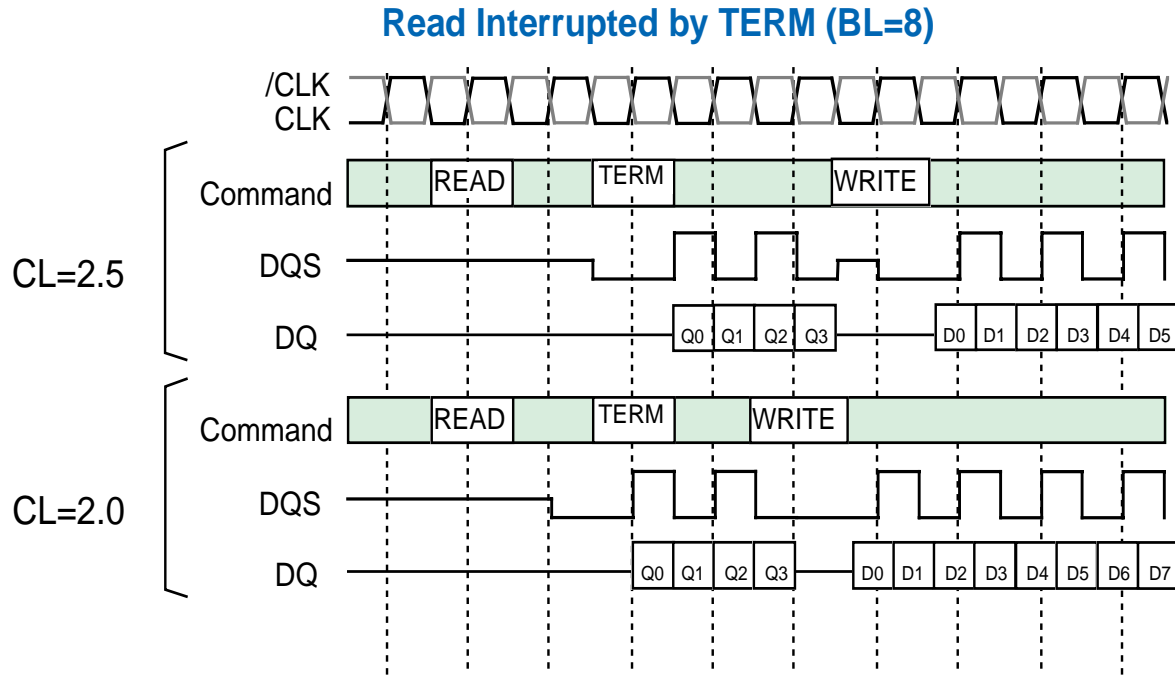 Read Interrupted by TERM (BL=8)
/CLK
CLK
CL=2.5
Command READ TERM WRITE
DQS
DQ Q0 Q1 Q2 Q3 D0 D1 D2 D3 D4 D5
CL=2.0
Command READ TERM WRITE
DQS
DQ Q0 Q1 Q2 Q3 D0 D1 D2 D3 D4 D5 D6 D7